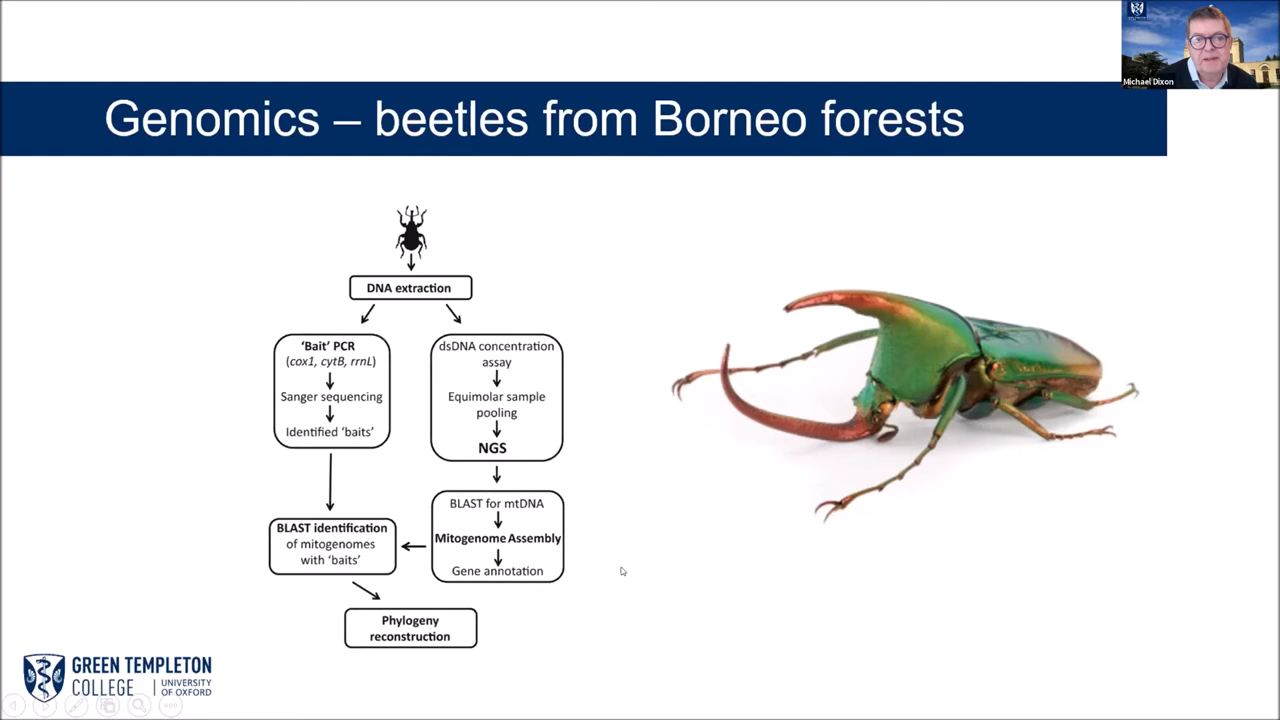 Michael Dixon
Genomics – beetles from Borneo forests
DNA extraction
‘Bait’ PCR
(cox1, cytB, rrnL)
Sanger sequencing
Identified ‘baits’
dsDNA concentration
assay
Equimolar sample
pooling
NGS
BLAST for mtDNA
Mitogenome Assembly
Gene annotation
BLAST identification
of mitogenomes
with ‘baits’
Phylogeny
reconstruction
GREEN TEMPLETON
COLLEGE
UNIVERSITY
OF OXFORD